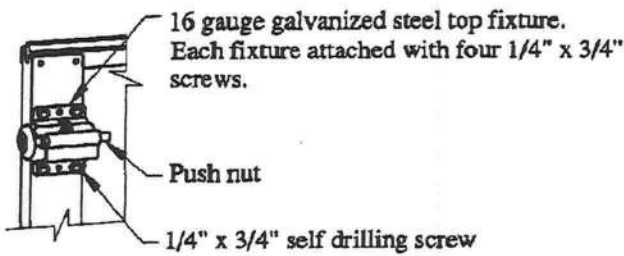 16 gauge galvanized steel top fixture.
Each fixture attached with four 1/4" x 3/4"
screws.
Push nut
1/4" x 3/4" self drilling screw